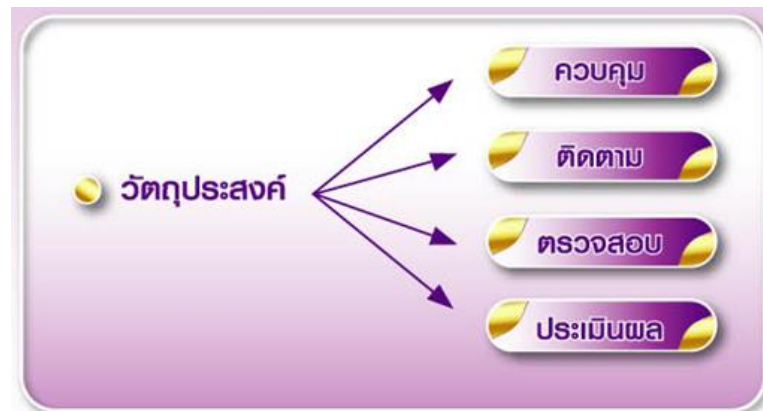 วัตถุประสงค์
ควบคุม
ติดตาม
ตรวจสอบ
ประเมินผล